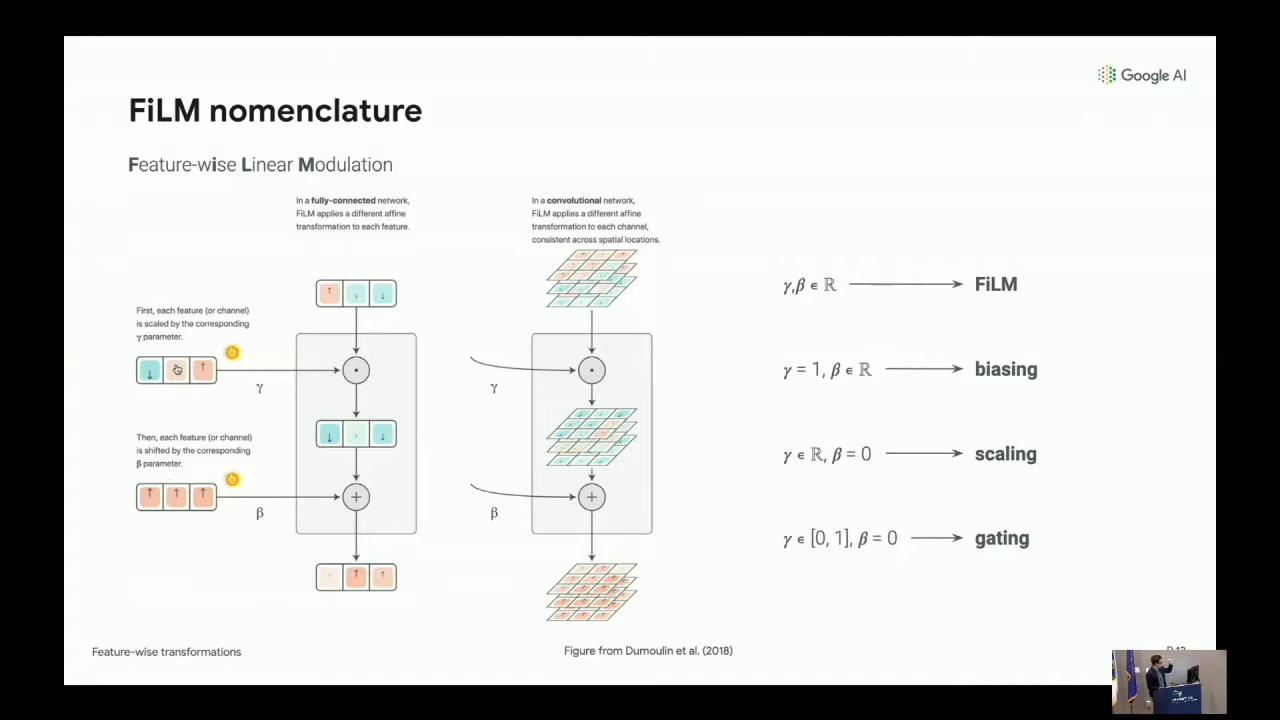 Google AI
FiLM nomenclature
Feature-wise Linear Modulation
In a fully-connected network,
FiLM applies a different affine
transformation to each feature.
In a convolutional network,
FiLM applies a different affine
transformation to each channel,
consistent across spatial locations.
First, each feature (or channel)
is scaled by the corresponding
γ parameter.
γ
γ
Then, each feature (or channel)
is shifted by the corresponding
β parameter.
β
β
γ,β ∈ ℝ → FiLM
γ = 1, β ∈ ℝ → biasing
γ ∈ ℝ, β = 0 → scaling
γ ∈ [0, 1], β = 0 → gating
Feature-wise transformations
Figure from Dumoulin et al. (2018)